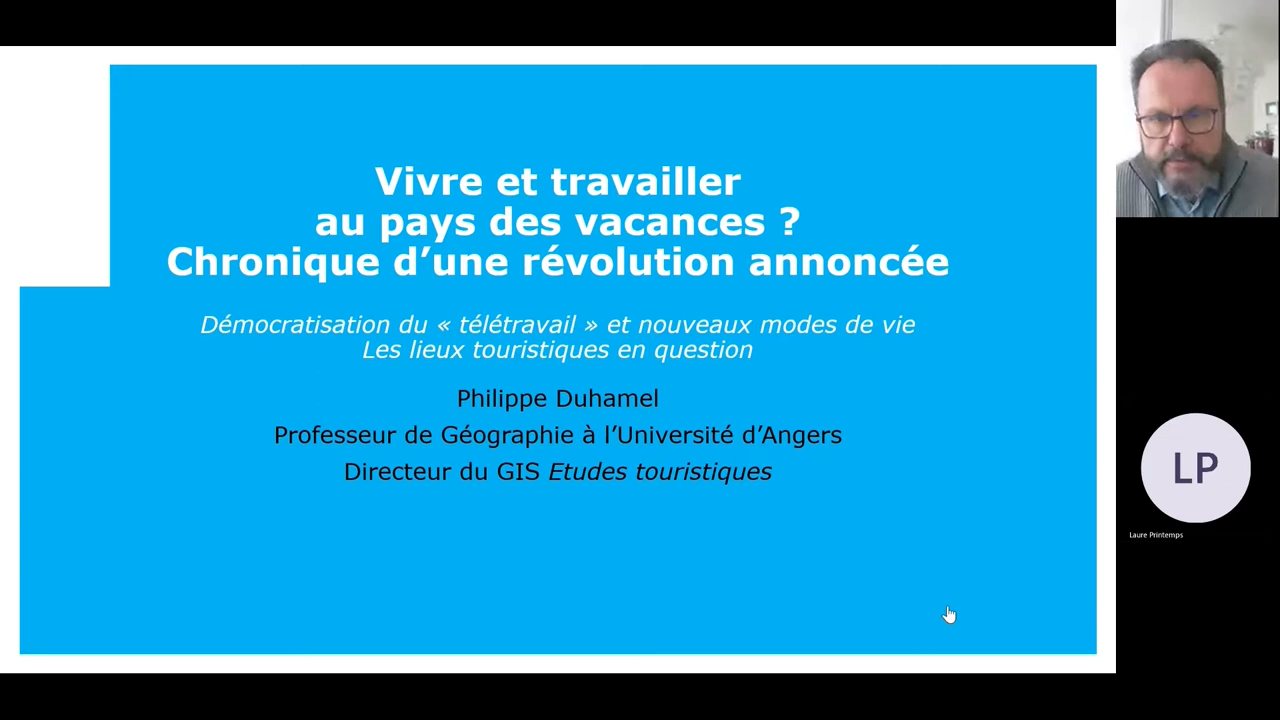 Vivre et travailler
au pays des vacances ?
Chronique d’une révolution annoncée
Démocratisation du « télétravail » et nouveaux modes de vie
Les lieux touristiques en question
Philippe Duhamel
Professeur de Géographie à l’Université d’Angers
Directeur du GIS Etudes touristiques
LP
Laure Printemps